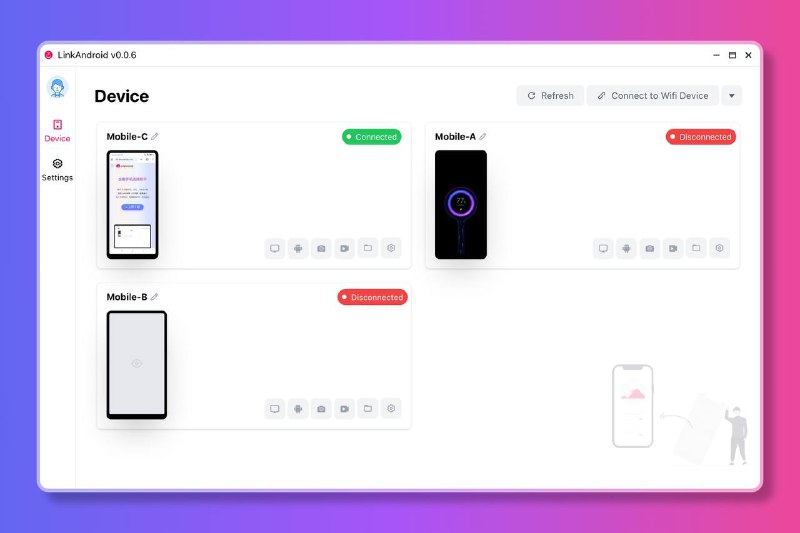 LinkAndroid v0.0.6
Device
Refresh
Connect to Wifi Device
Device
Settings
Mobile-C
Connected
Mobile-A
Disconnected
Mobile-B
Disconnected